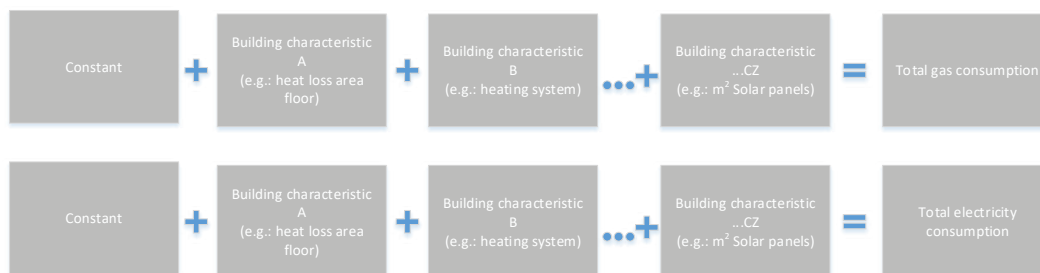 Constant
+
Building characteristic
A
(e.g.: heat loss area
floor)
+
Building characteristic
B
(e.g.: heating system)
...
+
Building characteristic
...CZ
(e.g.: m² Solar panels)
=
Total gas consumption
Constant
+
Building characteristic
A
(e.g.: heat loss area
floor)
+
Building characteristic
B
(e.g.: heating system)
...
+
Building characteristic
...CZ
(e.g.: m² Solar panels)
=
Total electricity
consumption